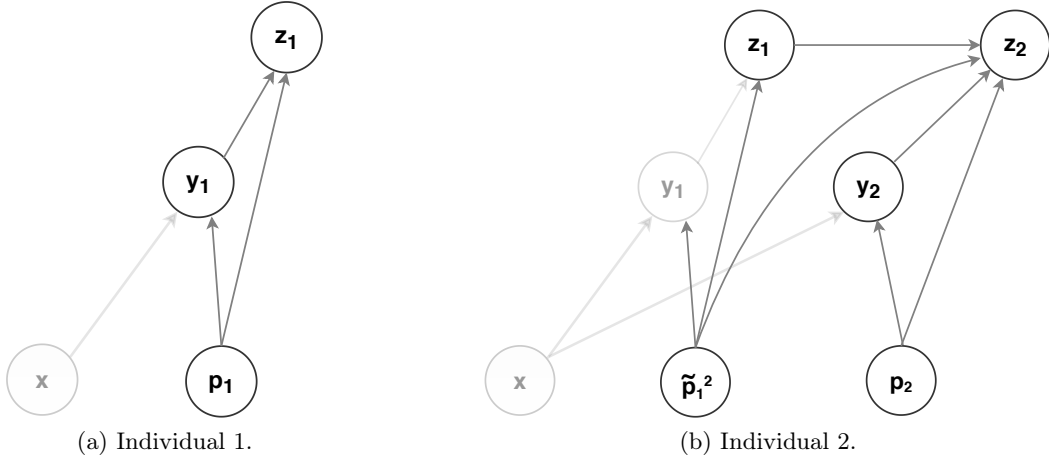 z₁
y₁
x
p₁
(a) Individual 1.
z₁
z₂
y₁
y₂
x
p̃₁²
p₂
(b) Individual 2.